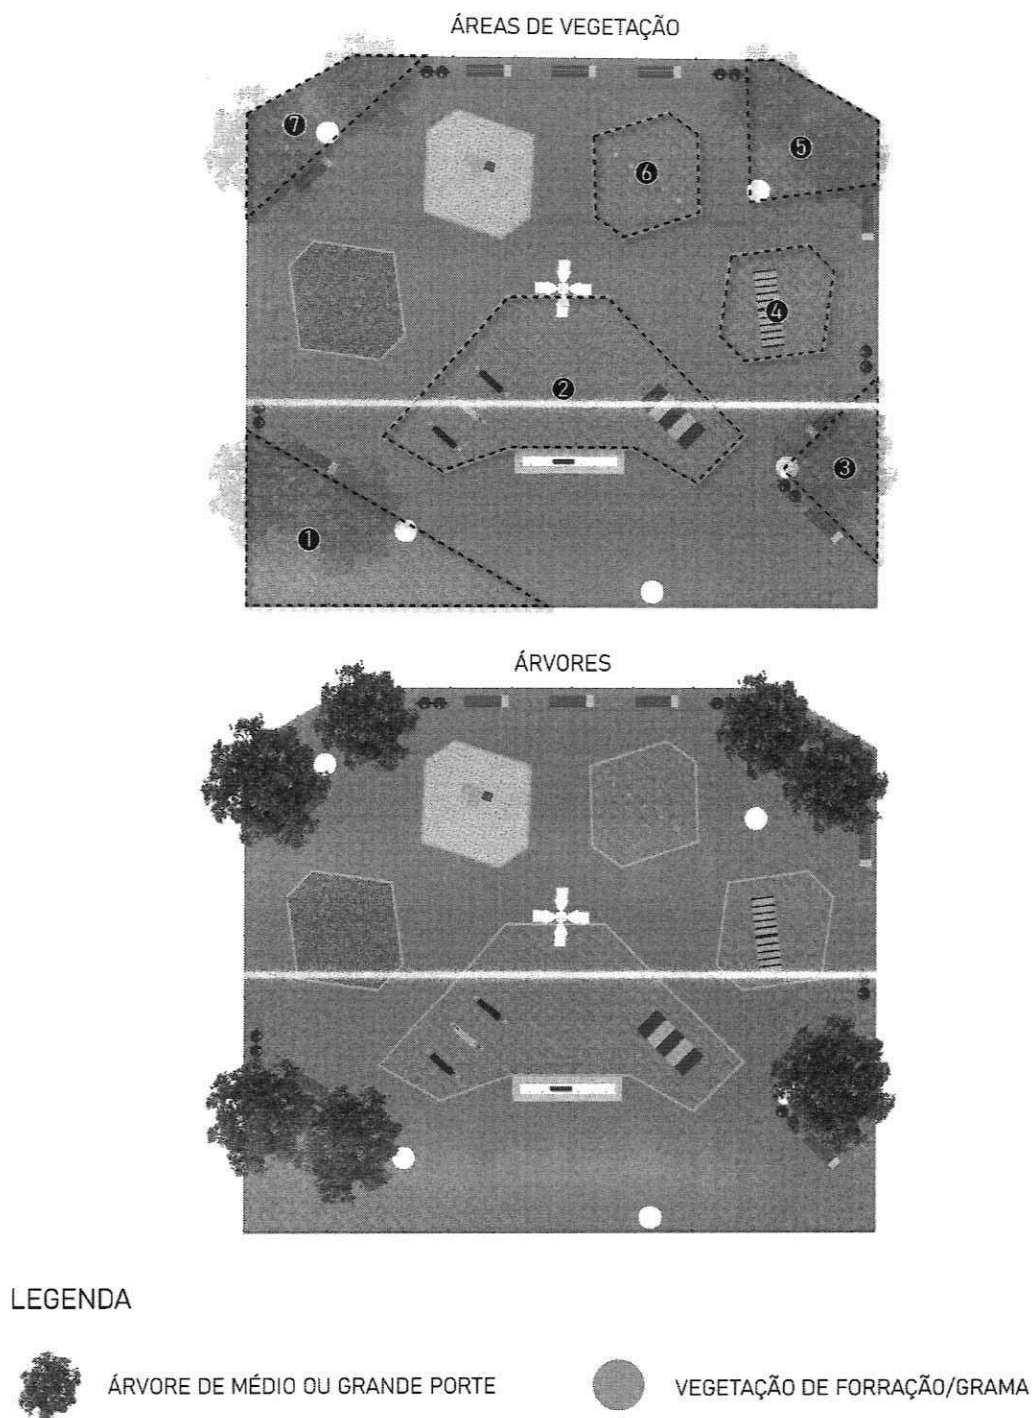 ÁREAS DE VEGETAÇÃO
7
5
6
4
2
3
1
ÁRVORES
LEGENDA
ÁRVORE DE MÉDIO OU GRANDE PORTE
VEGETAÇÃO DE FORRAÇÃO/GRAMA